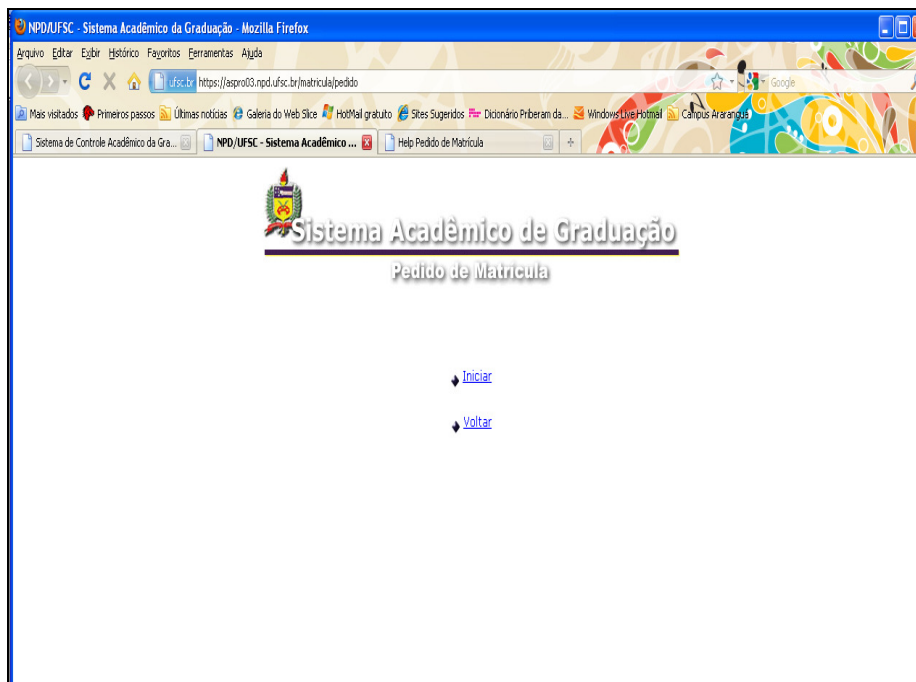 NPD/UFSC - Sistema Acadêmico da Graduação - Mozilla Firefox
Arquivo Editar Exibir Histórico Favoritos Ferramentas Ajuda
ufsc.br https://aspro03.npd.ufsc.br/matricula/pedido Google
Mais visitados Primeiros passos Últimas notícias Galeria do Web Slice HotMail gratuito Sites Sugeridos Dicionário Priberam da... Windows Live Hotmail Campus Araranguá
Sistema de Controle Acadêmico da Gra... NPD/UFSC - Sistema Acadêmico ... Help Pedido de Matrícula
Sistema Acadêmico de Graduação
Pedido de Matrícula
Iniciar
Voltar